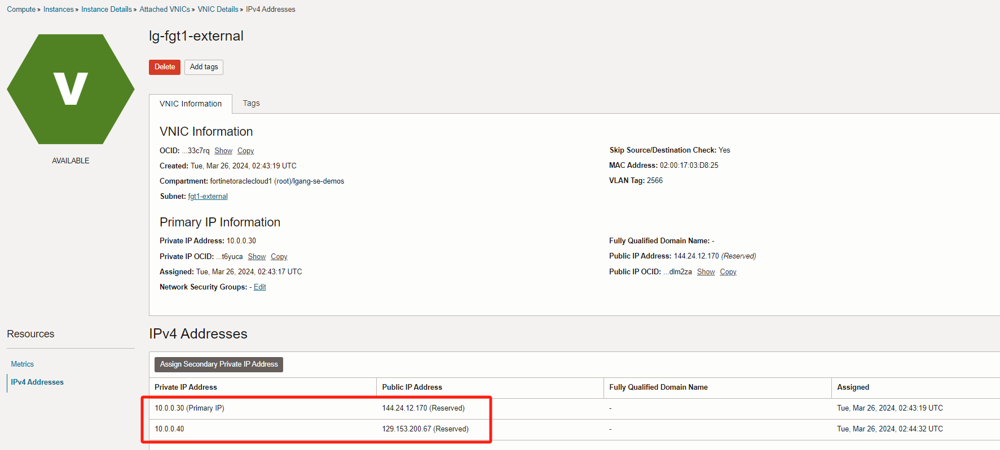 Compute » Instances » Instance Details » Attached VNICs » VNIC Details » IPv4 Addresses
V
AVAILABLE
lg-fgt1-external
Delete Add tags
VNIC Information Tags
VNIC Information
OCID: ...33c7rq Show Copy
Created: Tue, Mar 26, 2024, 02:43:19 UTC
Compartment: fortinetoraclecloud1 (root)/lgang-se-demos
Subnet: fgt1-external
Skip Source/Destination Check: Yes
MAC Address: 02:00:17:03:D8:25
VLAN Tag: 2566
Primary IP Information
Private IP Address: 10.0.0.30
Private IP OCID: ...t6yuca Show Copy
Assigned: Tue, Mar 26, 2024, 02:43:17 UTC
Network Security Groups: - Edit
Fully Qualified Domain Name: -
Public IP Address: 144.24.12.170 (Reserved)
Public IP OCID: ...dlm2za Show Copy
Resources
Metrics
IPv4 Addresses
IPv4 Addresses
Assign Secondary Private IP Address
Private IP Address Public IP Address Fully Qualified Domain Name Assigned
10.0.0.30 (Primary IP) 144.24.12.170 (Reserved) - Tue, Mar 26, 2024, 02:43:19 UTC
10.0.0.40 129.153.200.67 (Reserved) - Tue, Mar 26, 2024, 02:44:32 UTC